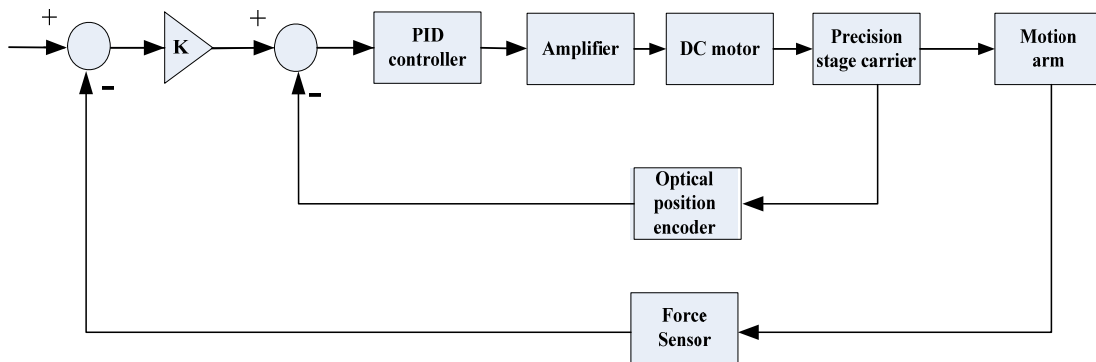 +
K
+
PID
controller
Amplifier
DC motor
Precision
stage carrier
Motion
arm
-
-
Optical
position
encoder
Force
Sensor